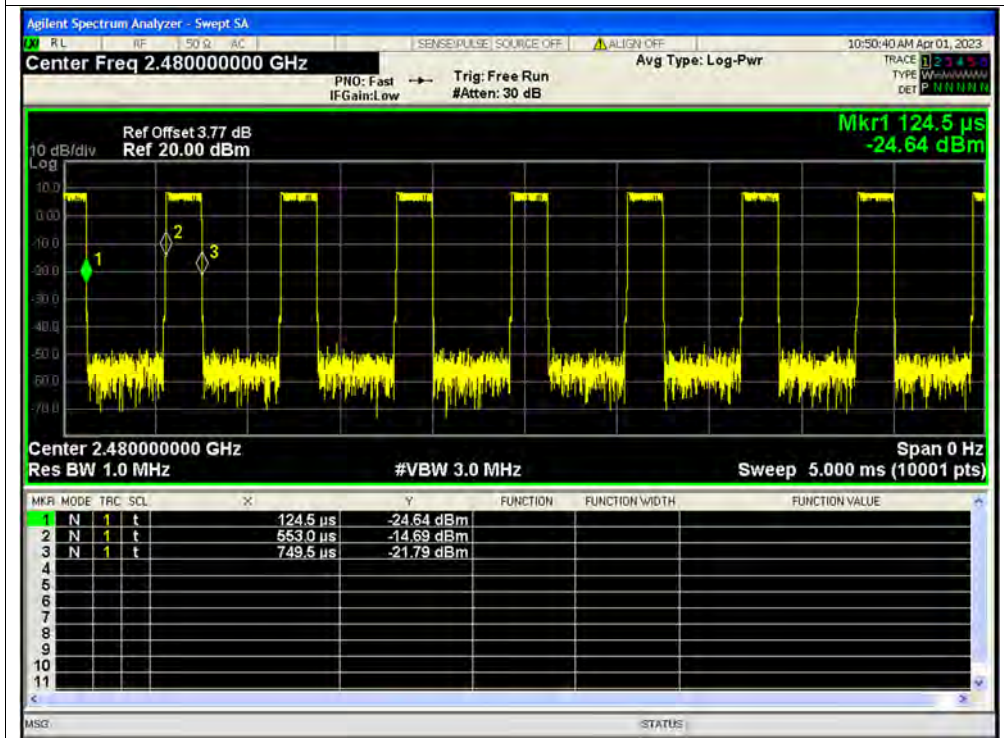 Agilent Spectrum Analyzer - Swept SA
RL RF 50 Ω AC SENSE:PULSE SOURCE OFF ALIGN OFF 10:50:40 AM Apr 01, 2023
Center Freq 2.480000000 GHz Avg Type: Log-Pwr TRACE 1 2 3 4 5 6
PNO: Fast Trig: Free Run TYPE W
IFGain:Low #Atten: 30 dB DET P N N N N N
Mkr1 124.5 µs
-24.64 dBm
Ref Offset 3.77 dB
10 dB/div Ref 20.00 dBm
Log
10.0
0.00
-10.0
-20.0
-30.0
-40.0
-50.0
-60.0
-70.0
1
2
3
Center 2.480000000 GHz Span 0 Hz
Res BW 1.0 MHz #VBW 3.0 MHz Sweep 5.000 ms (10001 pts)
MKR MODE TRC SCL X Y FUNCTION FUNCTION WIDTH FUNCTION VALUE
1 N 1 t 124.5 µs -24.64 dBm
2 N 1 t 553.0 µs -14.69 dBm
3 N 1 t 749.5 µs -21.79 dBm
4
5
6
7
8
9
10
11
MSG STATUS